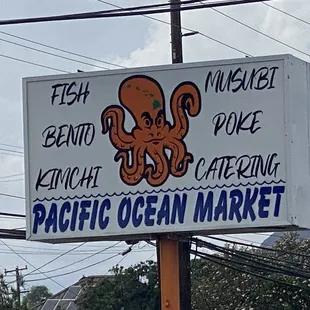 FISH
MUSUBI
BENTO
POKE
KIMCHI
CATERING
PACIFIC OCEAN MARKET